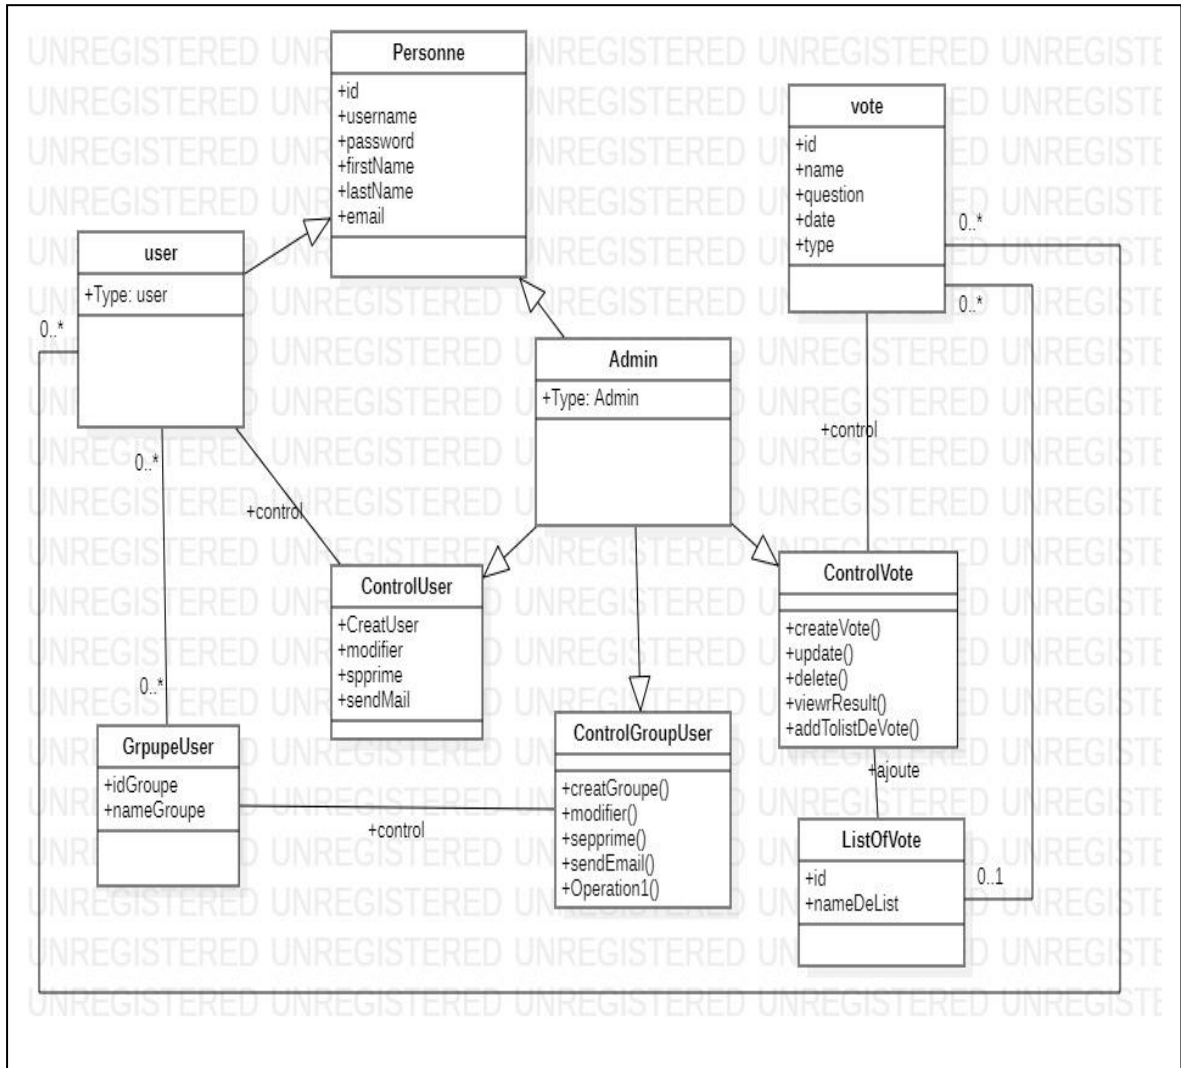 Personne
+id
+username
+password
+firstName
+lastName
+email
vote
+id
+name
+question
+date
+type
0..*
0..*
user
+Type: user
0..*
0..*
Admin
+Type: Admin
+control
+control
ControlUser
+CreatUser
+modifier
+spprime
+sendMail
ControlVote
+createVote()
+update()
+delete()
+viewrResult()
+addTolistDeVote()
0..*
GrpupeUser
+idGroupe
+nameGroupe
+control
ControlGroupUser
+creatGroupe()
+modifier()
+sepprime()
+sendEmail()
+Operation1()
+ajoute
ListOfVote
+id
+nameDeList
0..1
UNREGISTERED